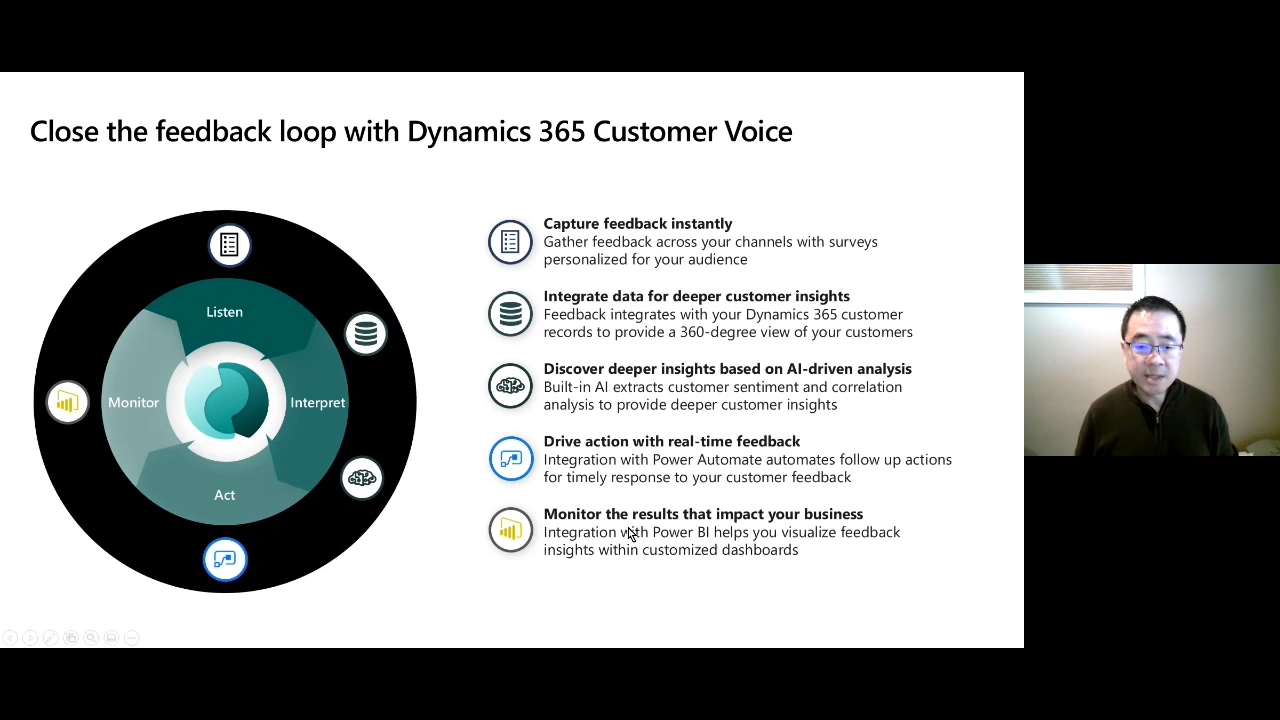 Close the feedback loop with Dynamics 365 Customer Voice
Listen
Monitor
Interpret
Act
Capture feedback instantly
Gather feedback across your channels with surveys
personalized for your audience
Integrate data for deeper customer insights
Feedback integrates with your Dynamics 365 customer
records to provide a 360-degree view of your customers
Discover deeper insights based on AI-driven analysis
Built-in AI extracts customer sentiment and correlation
analysis to provide deeper customer insights
Drive action with real-time feedback
Integration with Power Automate automates follow up actions
for timely response to your customer feedback
Monitor the results that impact your business
Integration with Power BI helps you visualize feedback
insights within customized dashboards